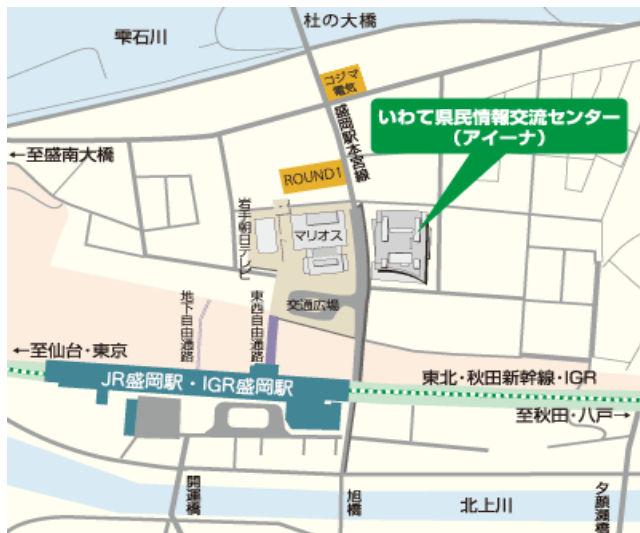 杜の大橋
雫石川
コジマ
電気
盛岡駅本宮線
いわて県民情報交流センター
(アイーナ)
←至盛南大橋
ROUND1
岩手朝日テレビ
マリオス
交通広場
地下自由通路
東西自由通路
←至仙台・東京
JR盛岡駅・IGR盛岡駅
東北・秋田新幹線・IGR
至秋田・八戸→
開運橋
旭橋
北上川
夕顔瀬橋